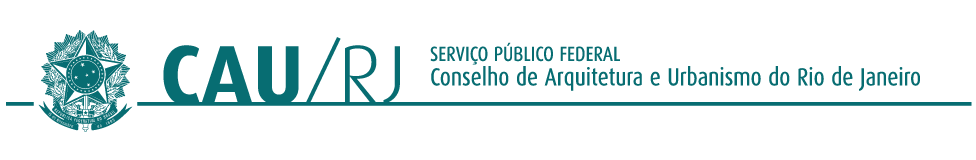 CAU/RJ
SERVIÇO PÚBLICO FEDERAL
Conselho de Arquitetura e Urbanismo do Rio de Janeiro